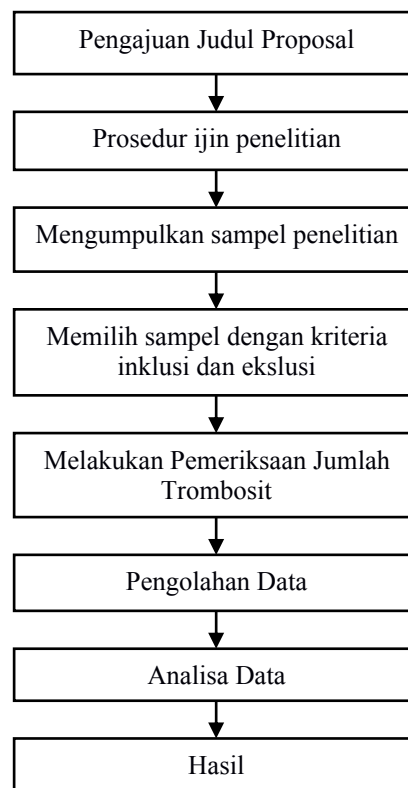 Pengajuan Judul Proposal
Prosedur ijin penelitian
Mengumpulkan sampel penelitian
Memilih sampel dengan kriteria
inklusi dan ekslusi
Melakukan Pemeriksaan Jumlah
Trombosit
Pengolahan Data
Analisa Data
Hasil